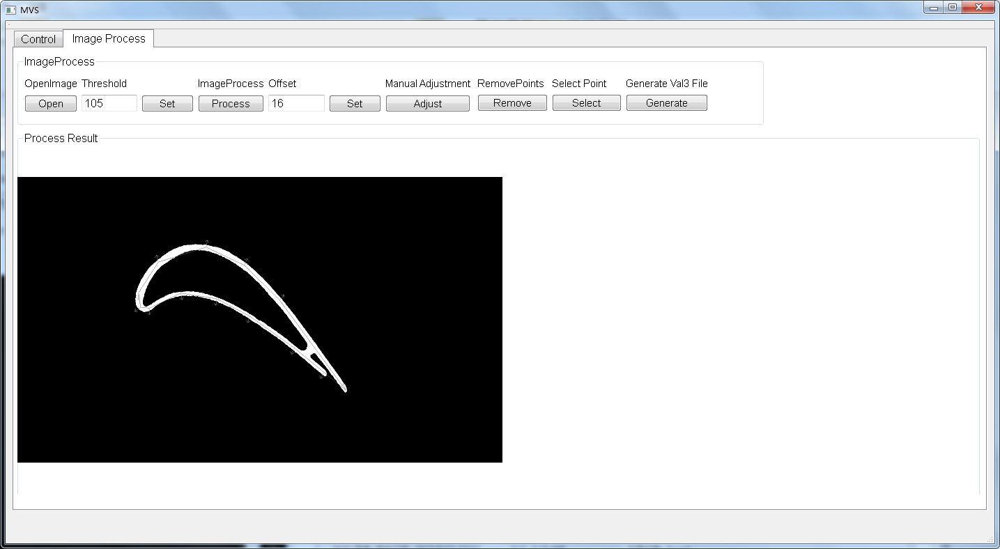 MVS
Control Image Process
ImageProcess
OpenImage Threshold ImageProcess Offset Manual Adjustment RemovePoints Select Point Generate Val3 File
Open 105 Set Process 16 Set Adjust Remove Select Generate
Process Result